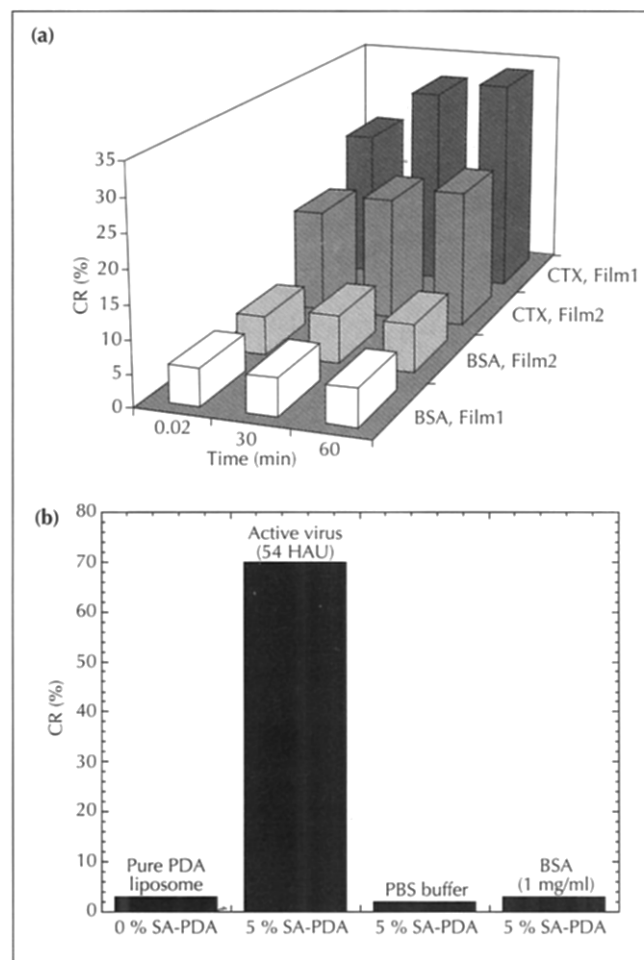 (a)
35
30
25
20
15
10
5
0
CR (%)
0.02
30
60
Time (min)
CTX, Film1
CTX, Film2
BSA, Film2
BSA, Film1
(b)
80
70
60
50
40
30
20
10
0
CR (%)
Active virus
(54 HAU)
Pure PDA
liposome
PBS buffer
BSA
(1 mg/ml)
0 % SA-PDA
5 % SA-PDA
5 % SA-PDA
5 % SA-PDA